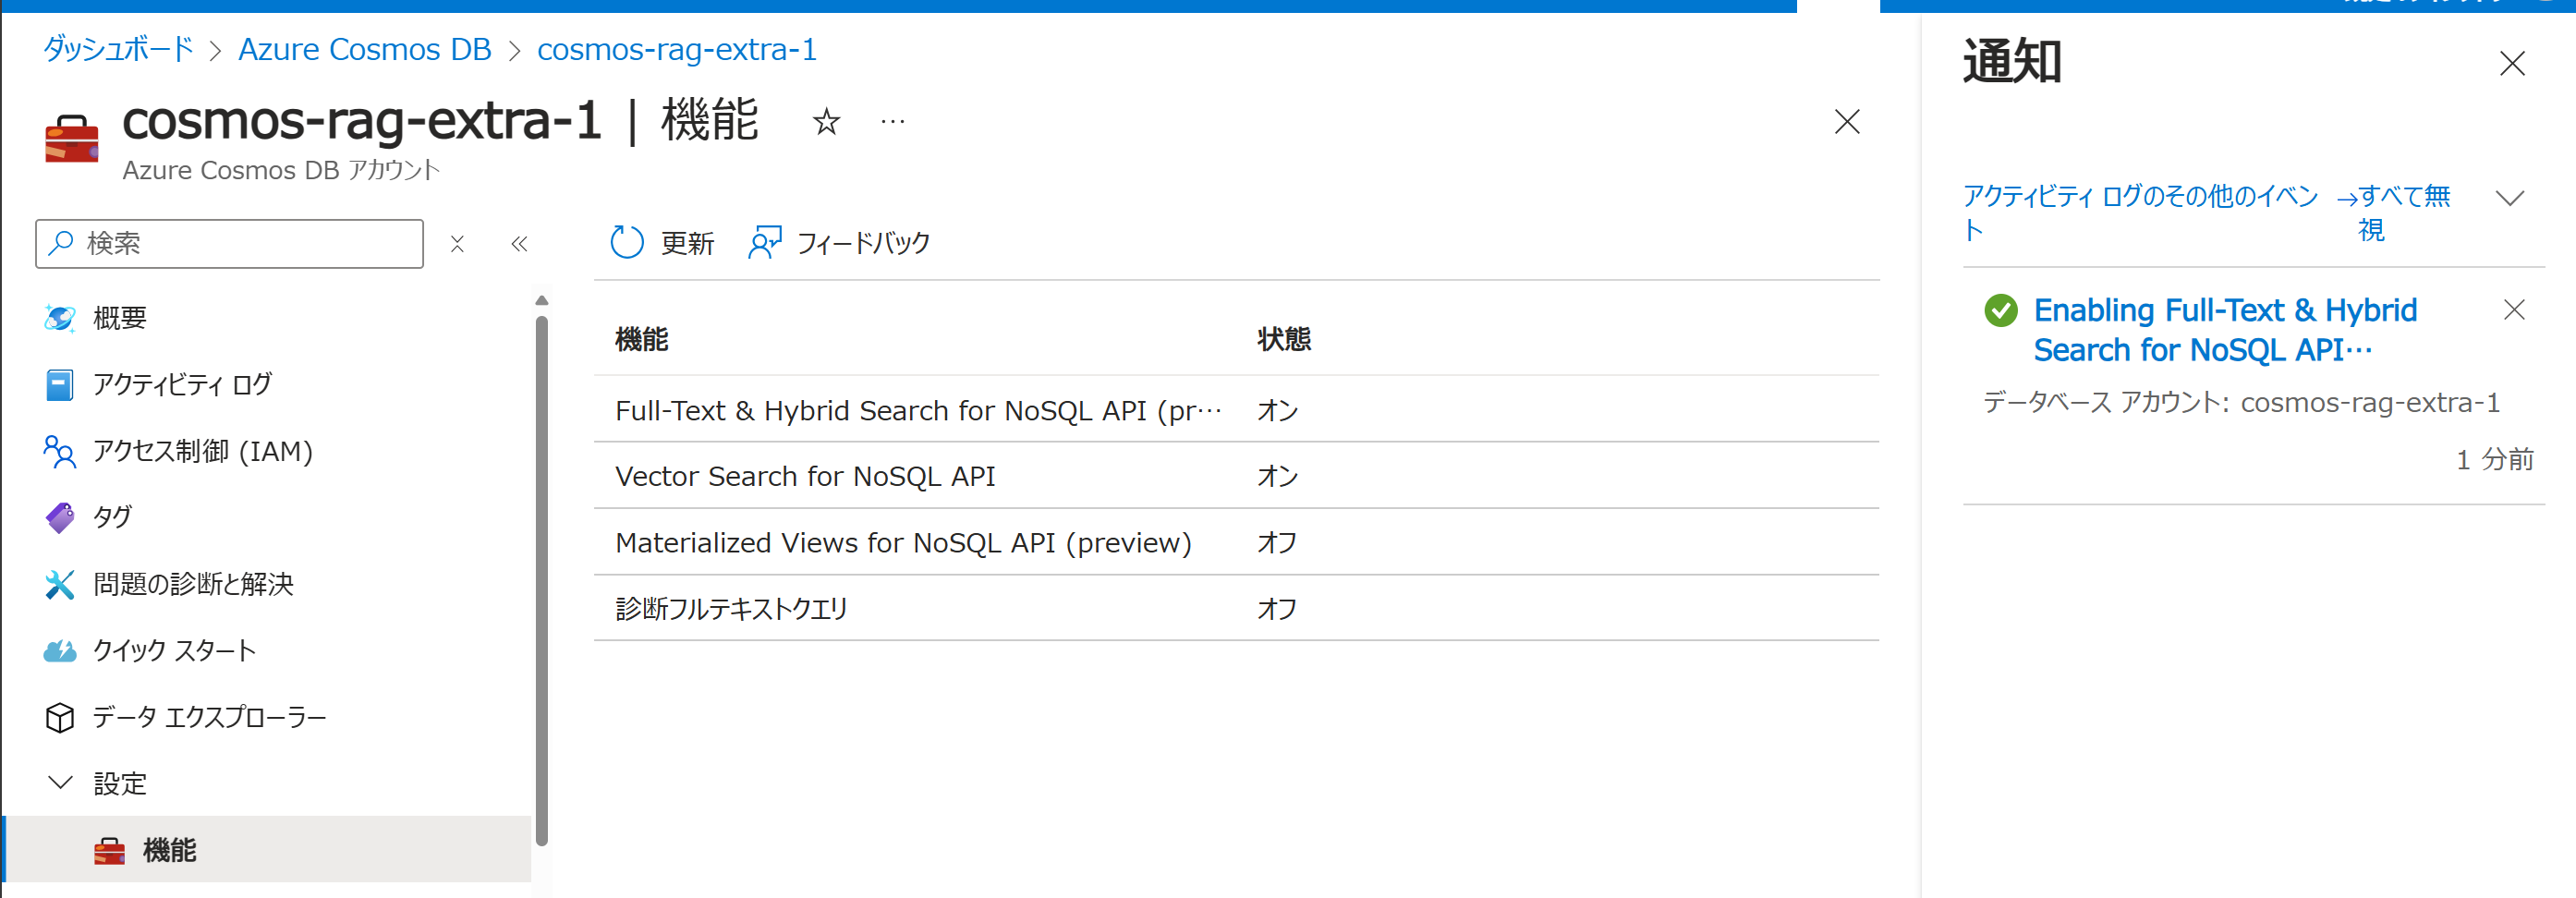 ダッシュボード > Azure Cosmos DB > cosmos-rag-extra-1
cosmos-rag-extra-1 | 機能
Azure Cosmos DB アカウント
検索
概要
アクティビティ ログ
アクセス制御 (IAM)
タグ
問題の診断と解決
クイック スタート
データ エクスプローラー
設定
機能
更新 フィードバック
機能 状態
Full-Text & Hybrid Search for NoSQL API (pr… オン
Vector Search for NoSQL API オン
Materialized Views for NoSQL API (preview) オフ
診断フルテキストクエリ オフ
通知
アクティビティ ログのその他のイベン →すべて無
ト 視
Enabling Full-Text & Hybrid
Search for NoSQL API…
データベース アカウント: cosmos-rag-extra-1
1 分前